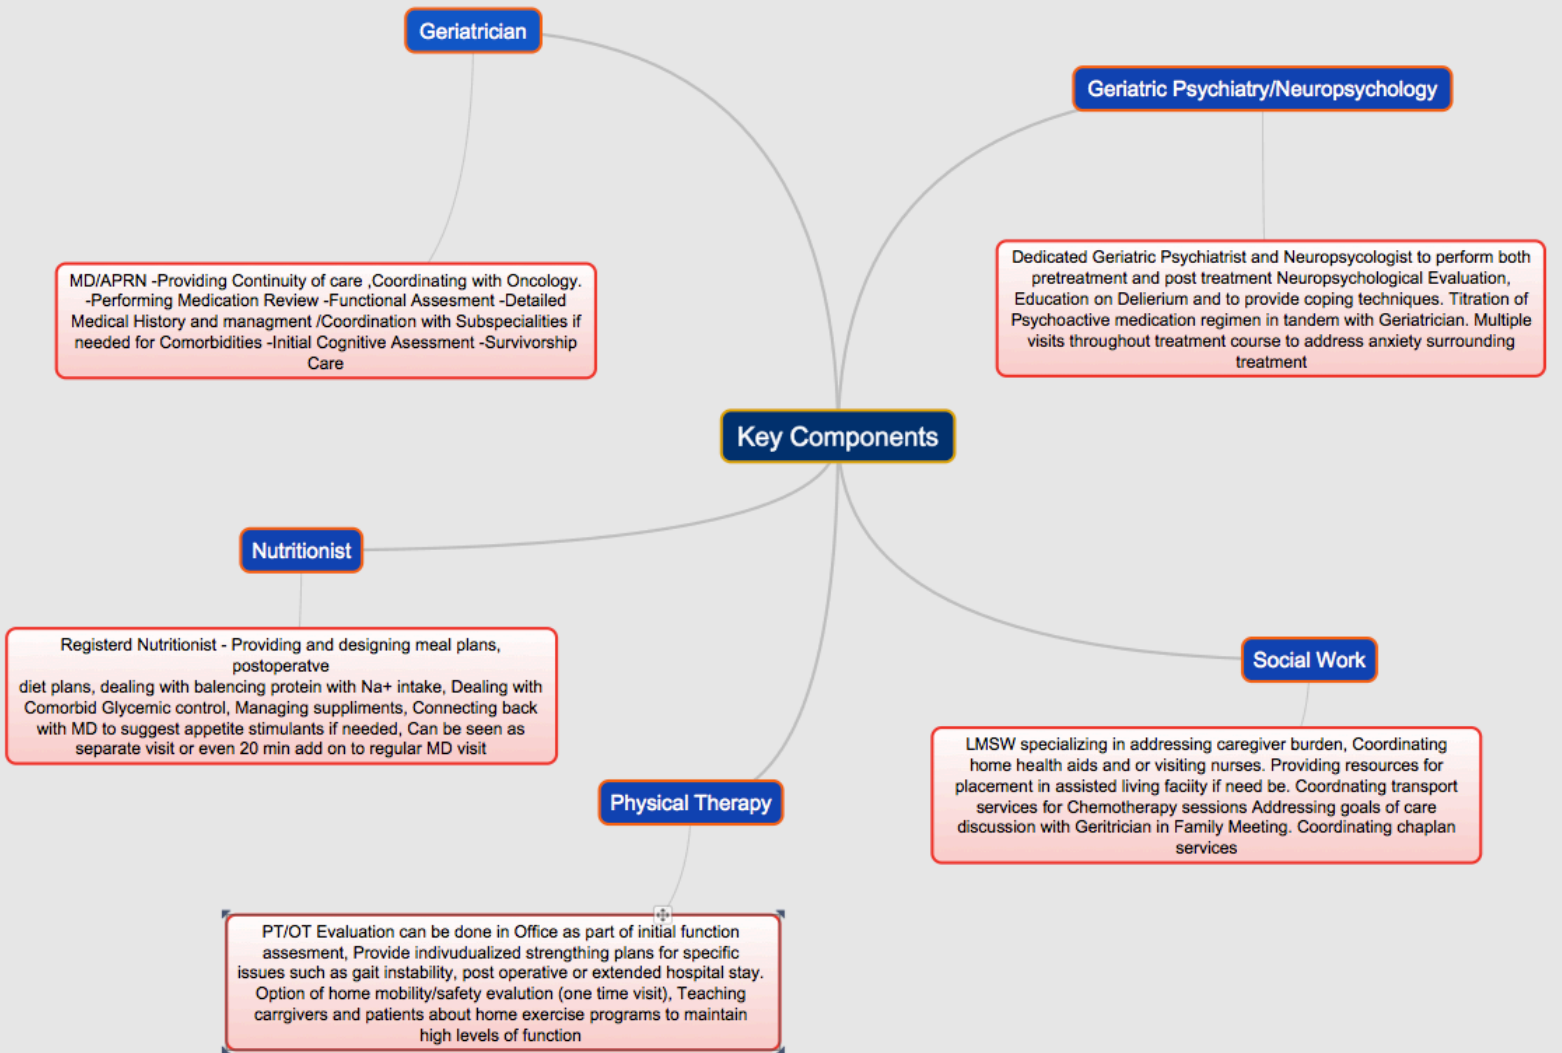 Geriatrician
Geriatric Psychiatry/Neuropsychology
MD/APRN -Providing Continuity of care ,Coordinating with Oncology.
-Performing Medication Review -Functional Assesment -Detailed
Medical History and managment /Coordination with Subspecialities if
needed for Comorbidities -Initial Cognitive Asessment -Survivorship
Care
Dedicated Geriatric Psychiatrist and Neuropsycologist to perform both
pretreatment and post treatment Neuropsychological Evaluation,
Education on Delierium and to provide coping techniques. Titration of
Psychoactive medication regimen in tandem with Geriatrician. Multiple
visits throughout treatment course to address anxiety surrounding
treatment
Key Components
Nutritionist
Registerd Nutritionist - Providing and designing meal plans,
postoperatve
diet plans, dealing with balencing protein with Na+ intake, Dealing with
Comorbid Glycemic control, Managing suppliments, Connecting back
with MD to suggest appetite stimulants if needed, Can be seen as
separate visit or even 20 min add on to regular MD visit
Social Work
LMSW specializing in addressing caregiver burden, Coordinating
home health aids and or visiting nurses. Providing resources for
placement in assisted living faciity if need be. Coordnating transport
services for Chemotherapy sessions Addressing goals of care
discussion with Geritrician in Family Meeting. Coordinating chaplan
services
Physical Therapy
PT/OT Evaluation can be done in Office as part of initial function
assesment, Provide indivudualized strengthing plans for specific
issues such as gait instability, post operative or extended hospital stay.
Option of home mobility/safety evalution (one time visit), Teaching
carrgivers and patients about home exercise programs to maintain
high levels of function